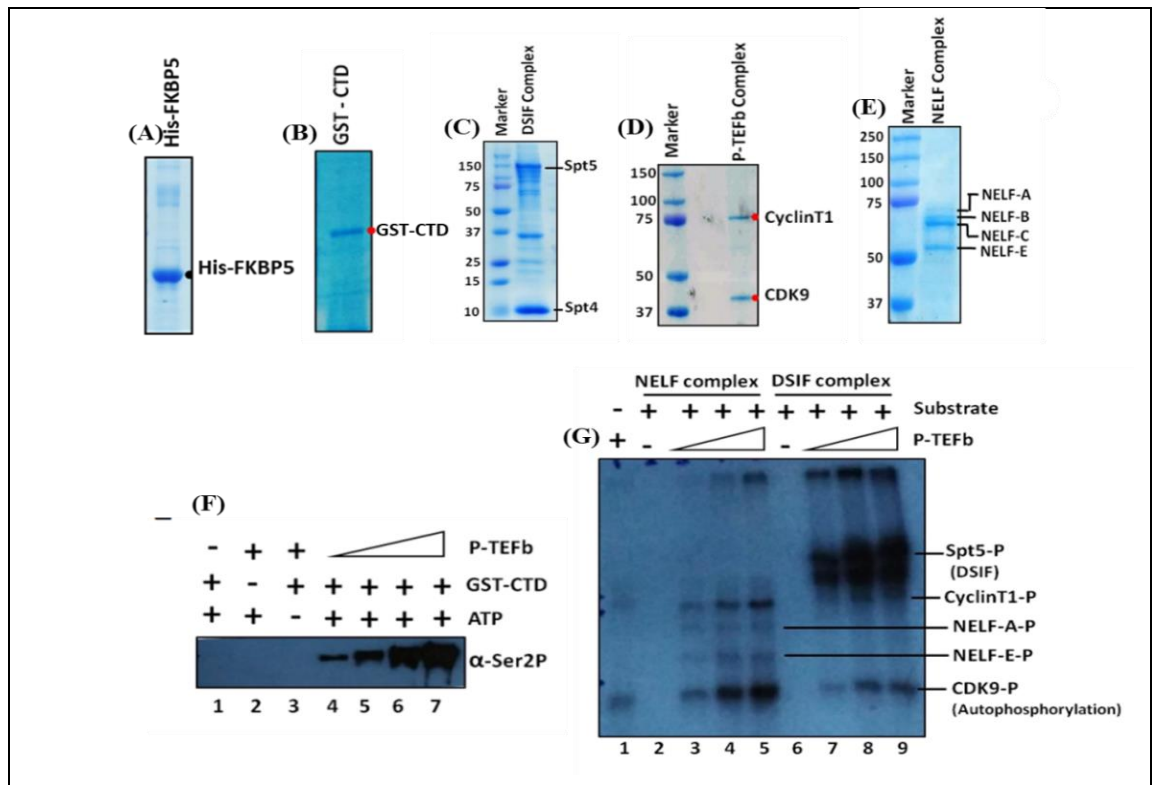 (A)
His-FKBP5
His-FKBP5
(B)
GST - CTD
GST-CTD
(C)
Marker
DSIF Complex
150
75
50
37
25
15
10
Spt5
Spt4
(D)
Marker
P-TEFb Complex
150
100
75
50
37
CyclinT1
CDK9
(E)
Marker
NELF Complex
250
150
100
75
50
37
NELF-A
NELF-B
NELF-C
NELF-E
(F)
- + + P-TEFb
+ - + + + + + GST-CTD
+ + - + + + + ATP
α-Ser2P
1 2 3 4 5 6 7
NELF complex DSIF complex
- + + + + + + + + Substrate
(G) + - - P-TEFb
Spt5-P
(DSIF)
CyclinT1-P
NELF-A-P
NELF-E-P
CDK9-P
(Autophosphorylation)
1 2 3 4 5 6 7 8 9